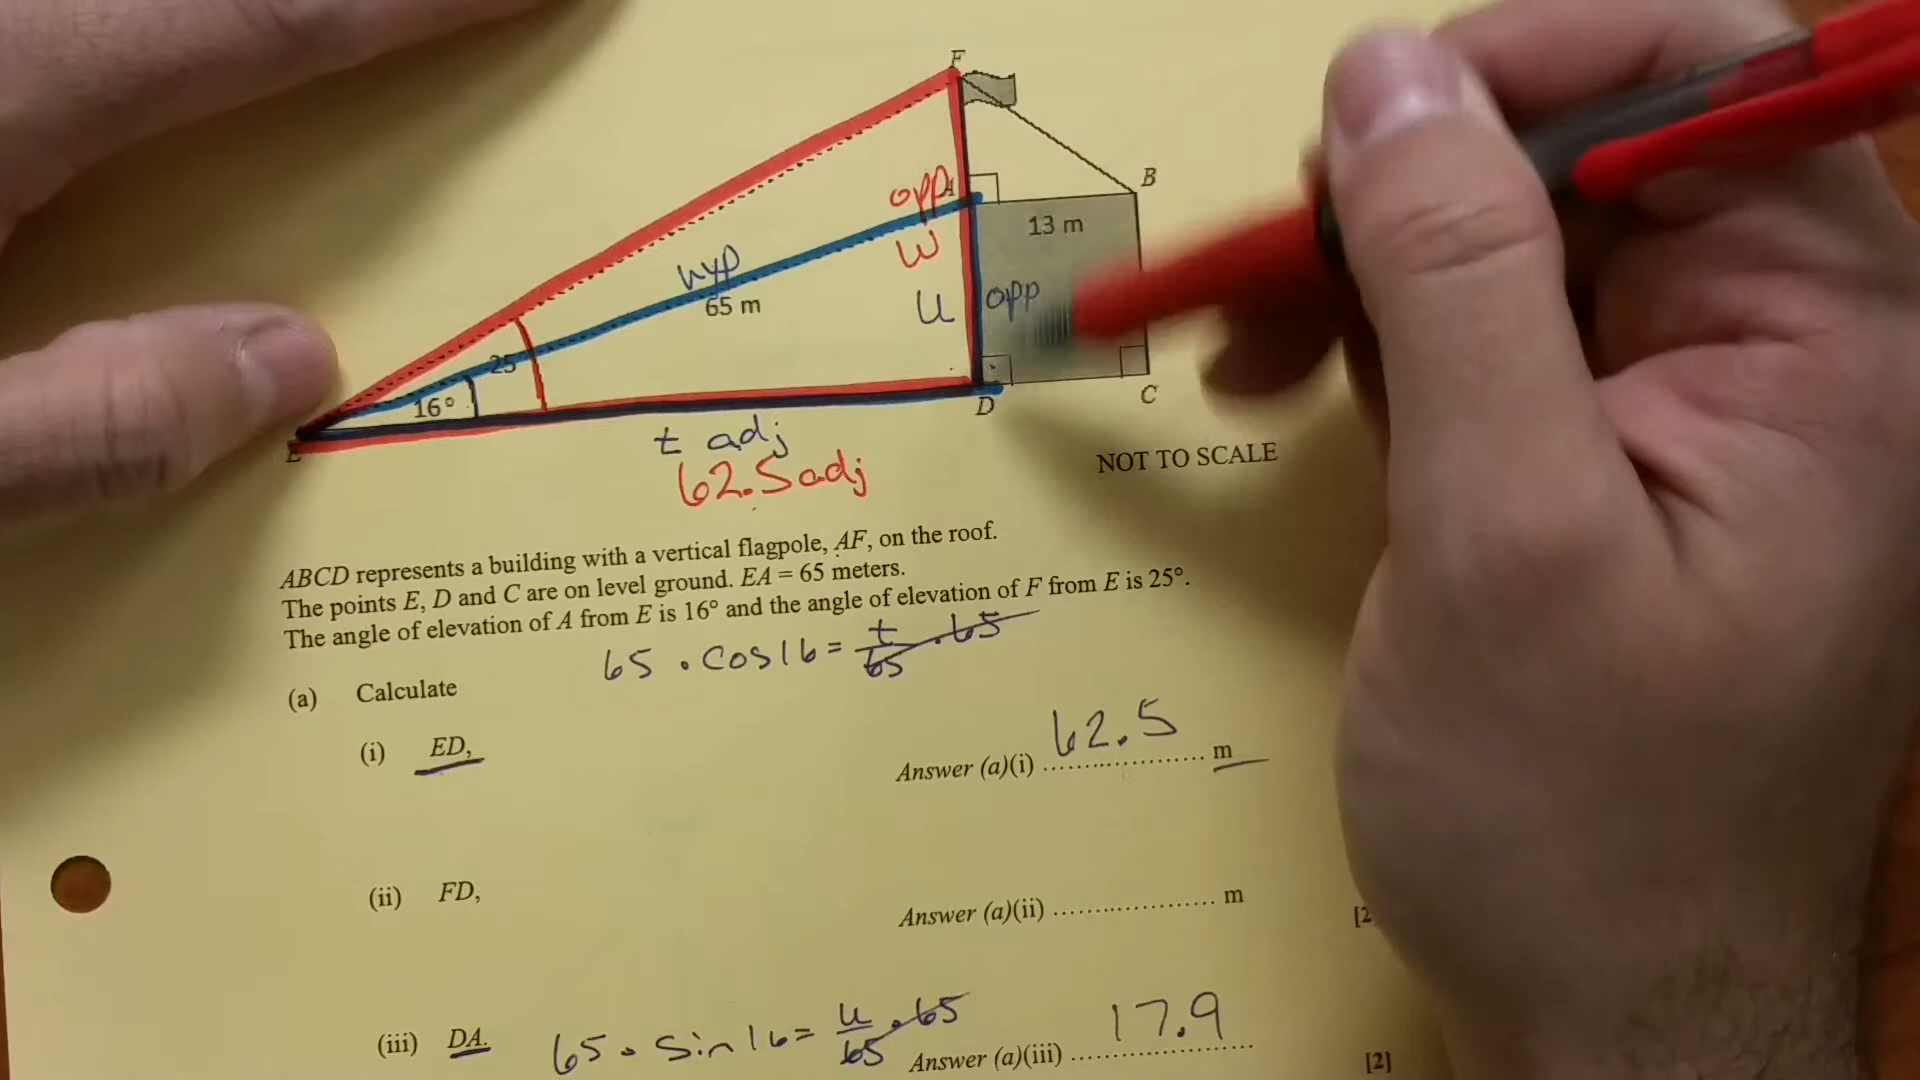 F
opp A
B
13 m
w
hyp
65 m
u opp
25
16°
E
D
C
t adj
62.5 adj
NOT TO SCALE
ABCD represents a building with a vertical flagpole, AF, on the roof.
The points E, D and C are on level ground. EA = 65 meters.
The angle of elevation of A from E is 16° and the angle of elevation of F from E is 25°.
65 . cos16 = t/65 . 65
(a) Calculate
(i) ED,
Answer (a)(i) 62.5 m
(ii) FD,
Answer (a)(ii) .................... m
[2
(iii) DA.
65 . sin16 = u/65 . 65
Answer (a)(iii) 17.9
[2]